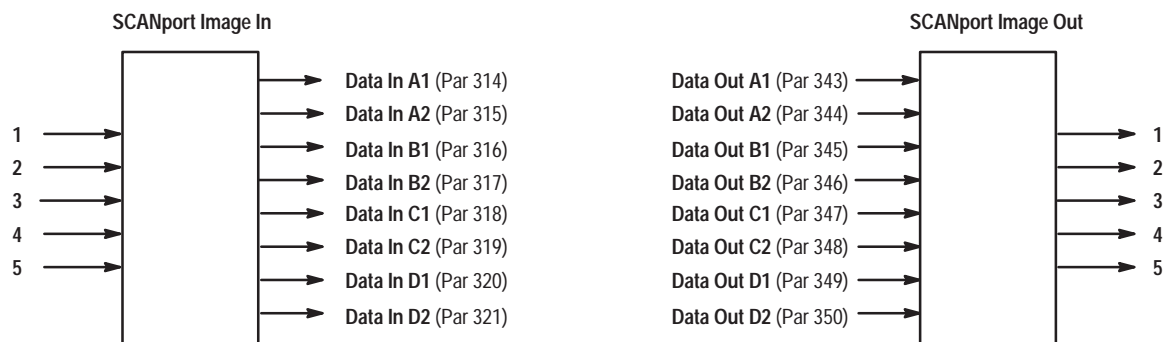 SCANport Image In
1
2
3
4
5
Data In A1 (Par 314)
Data In A2 (Par 315)
Data In B1 (Par 316)
Data In B2 (Par 317)
Data In C1 (Par 318)
Data In C2 (Par 319)
Data In D1 (Par 320)
Data In D2 (Par 321)
SCANport Image Out
Data Out A1 (Par 343)
Data Out A2 (Par 344)
Data Out B1 (Par 345)
Data Out B2 (Par 346)
Data Out C1 (Par 347)
Data Out C2 (Par 348)
Data Out D1 (Par 349)
Data Out D2 (Par 350)
1
2
3
4
5